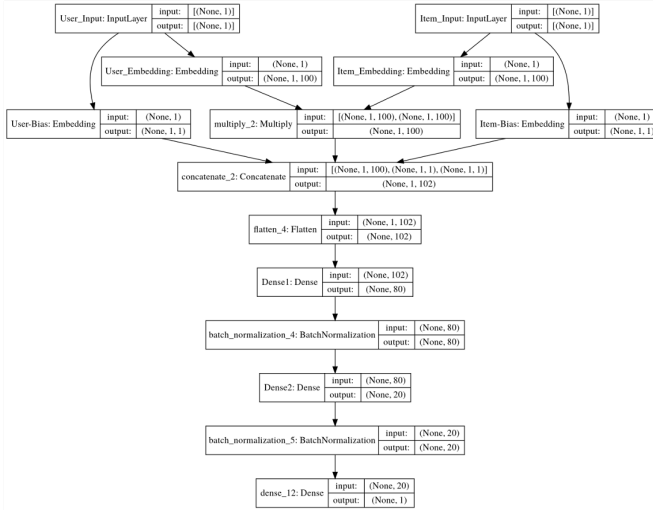 User_Input: InputLayer input: [(None, 1)] output: [(None, 1)]
Item_Input: InputLayer input: [(None, 1)] output: [(None, 1)]
User_Embedding: Embedding input: (None, 1) output: (None, 1, 100)
Item_Embedding: Embedding input: (None, 1) output: (None, 1, 100)
User-Bias: Embedding input: (None, 1) output: (None, 1, 1)
multiply_2: Multiply input: [(None, 1, 100), (None, 1, 100)] output: (None, 1, 100)
Item-Bias: Embedding input: (None, 1) output: (None, 1, 1)
concatenate_2: Concatenate input: [(None, 1, 100), (None, 1, 1), (None, 1, 1)] output: (None, 1, 102)
flatten_4: Flatten input: (None, 1, 102) output: (None, 102)
Dense1: Dense input: (None, 102) output: (None, 80)
batch_normalization_4: BatchNormalization input: (None, 80) output: (None, 80)
Dense2: Dense input: (None, 80) output: (None, 20)
batch_normalization_5: BatchNormalization input: (None, 20) output: (None, 20)
dense_12: Dense input: (None, 20) output: (None, 1)